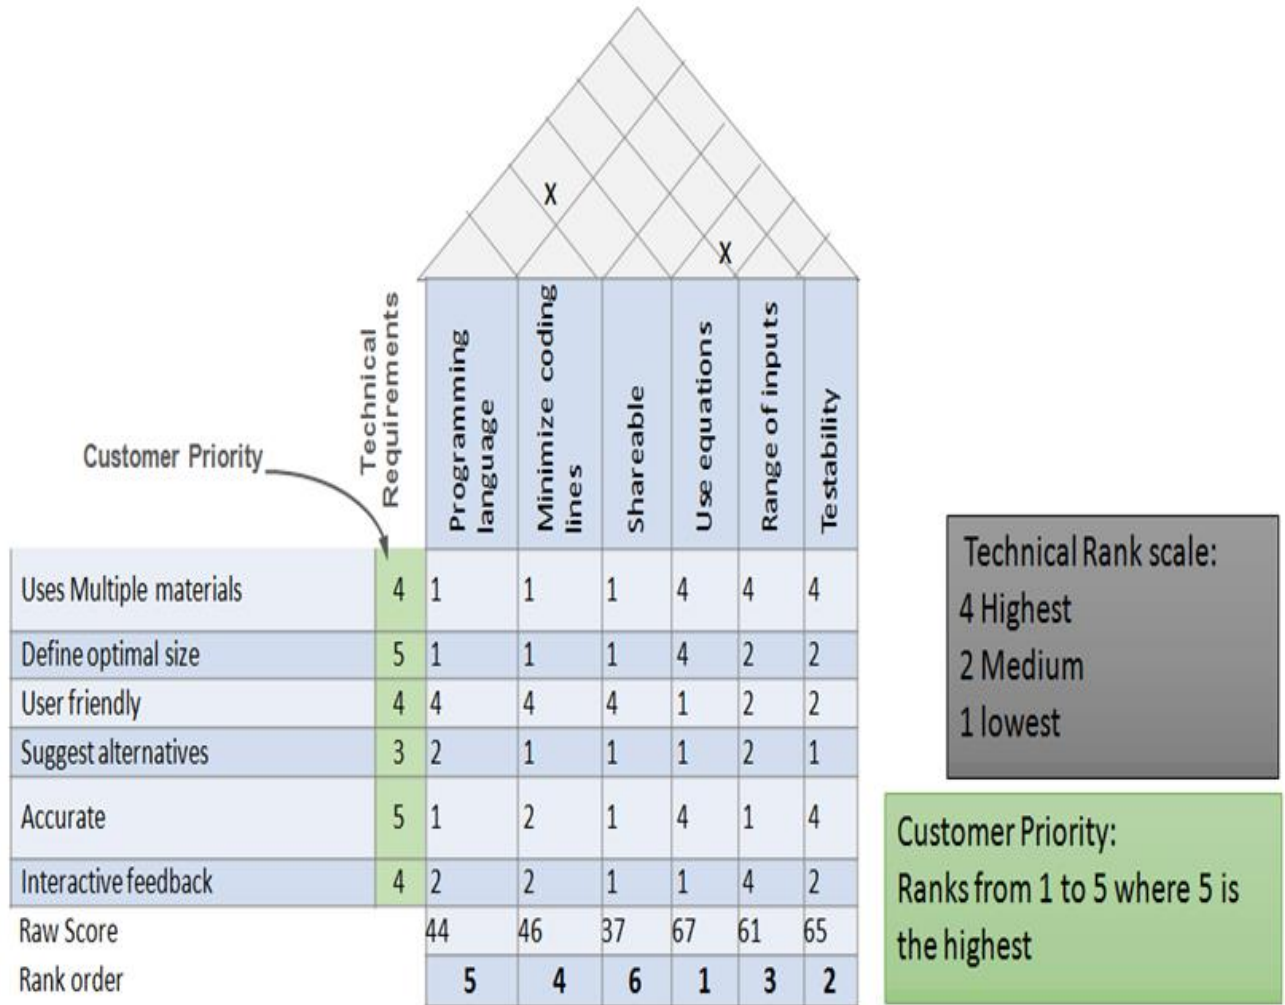 X
X
Technical
Requirements
Programming
language
Minimize coding
lines
Shareable
Use equations
Range of inputs
Testability
Customer Priority
Uses Multiple materials 4 1 1 1 4 4 4
Define optimal size 5 1 1 1 4 2 2
User friendly 4 4 4 4 1 2 2
Suggest alternatives 3 2 1 1 1 2 1
Accurate 5 1 2 1 4 1 4
Interactive feedback 4 2 2 1 1 4 2
Raw Score 44 46 37 67 61 65
Rank order 5 4 6 1 3 2
Technical Rank scale:
4 Highest
2 Medium
1 lowest
Customer Priority:
Ranks from 1 to 5 where 5 is
the highest